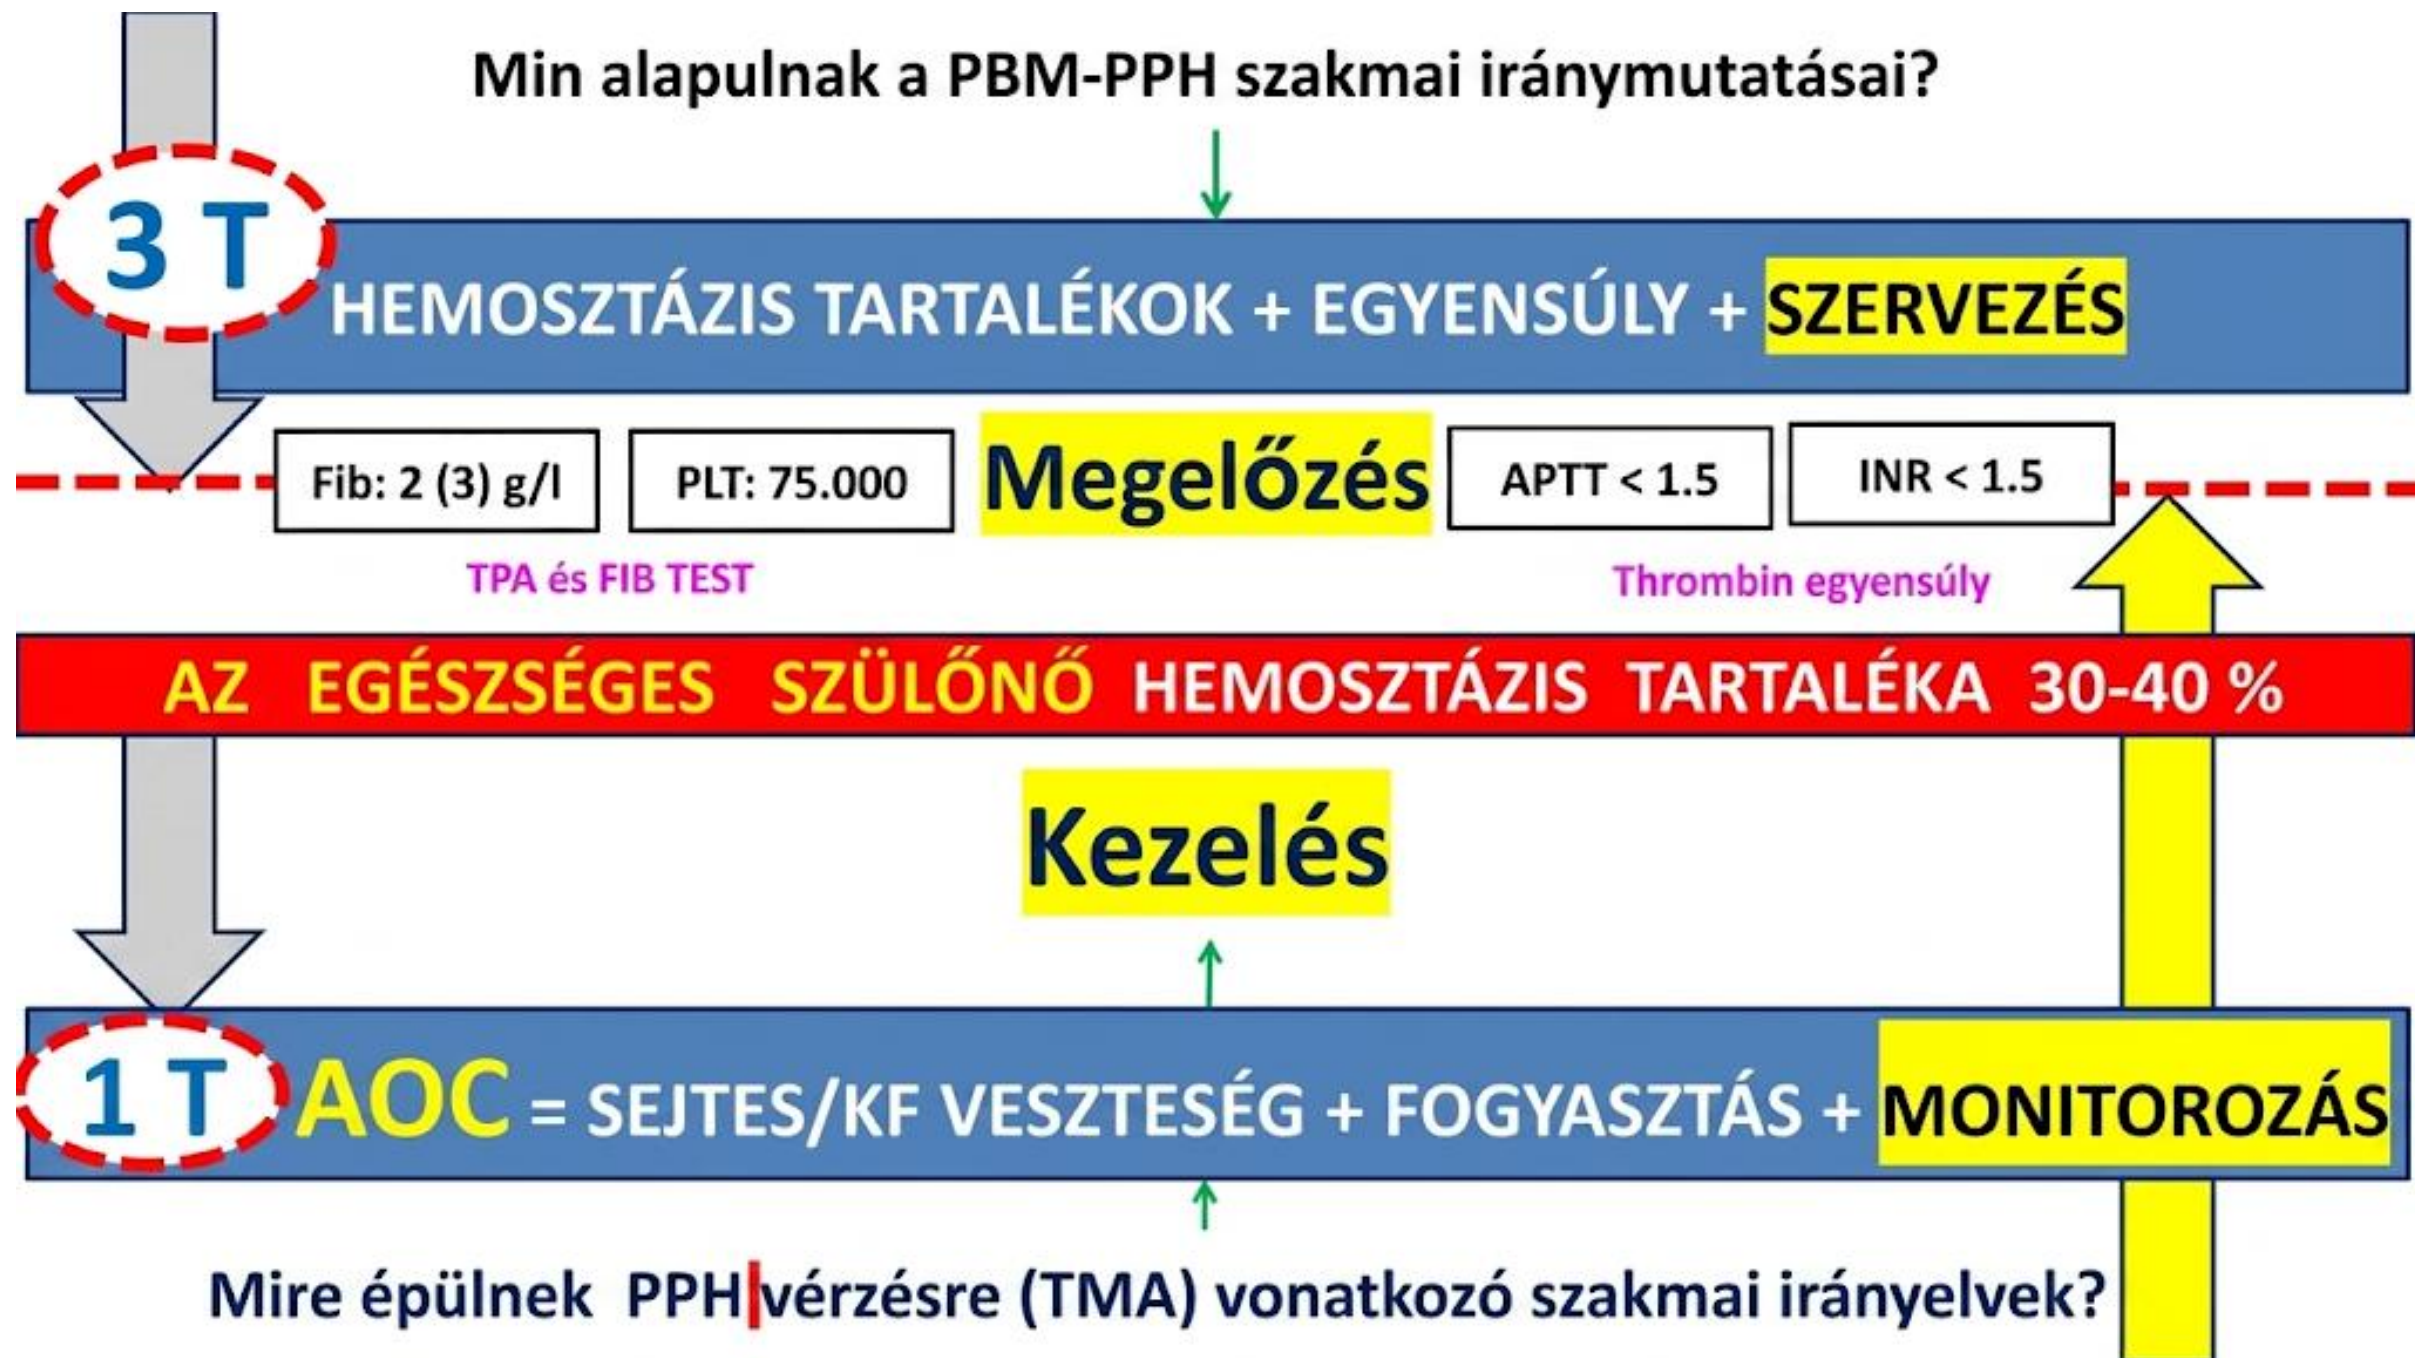 Min alapulnak a PBM-PPH szakmai iránymutatásai?
3 T
HEMOSZTÁZIS TARTALÉKOK + EGYENSÚLY + SZERVEZÉS
Fib: 2 (3) g/l
PLT: 75.000
Megelőzés
APTT < 1.5
INR < 1.5
TPA és FIB TEST
Thrombin egyensúly
AZ EGÉSZSÉGES SZÜLŐNŐ HEMOSZTÁZIS TARTALÉKA 30-40 %
Kezelés
1 T
AOC = SEJTES/KF VESZTESÉG + FOGYASZTÁS + MONITOROZÁS
Mire épülnek PPH vérzésre (TMA) vonatkozó szakmai irányelvek?